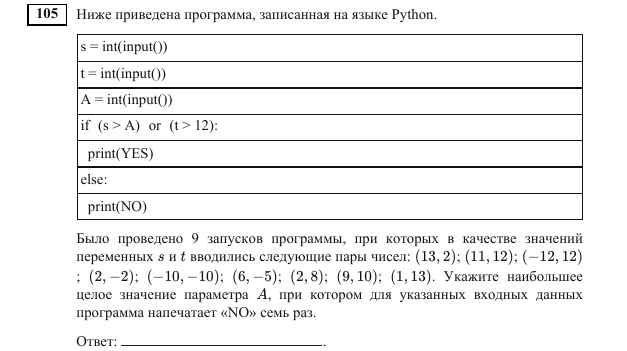 105 Ниже приведена программа, записанная на языке Python.
s = int(input())
t = int(input())
A = int(input())
if (s > A) or (t > 12):
print(YES)
else:
print(NO)
Было проведено 9 запусков программы, при которых в качестве значений
переменных s и t вводились следующие пары чисел: (13, 2); (11, 12); (−12, 12)
; (2, −2); (−10, −10); (6, −5); (2, 8); (9, 10); (1, 13). Укажите наибольшее
целое значение параметра A, при котором для указанных входных данных
программа напечатает «NO» семь раз.
Ответ: .